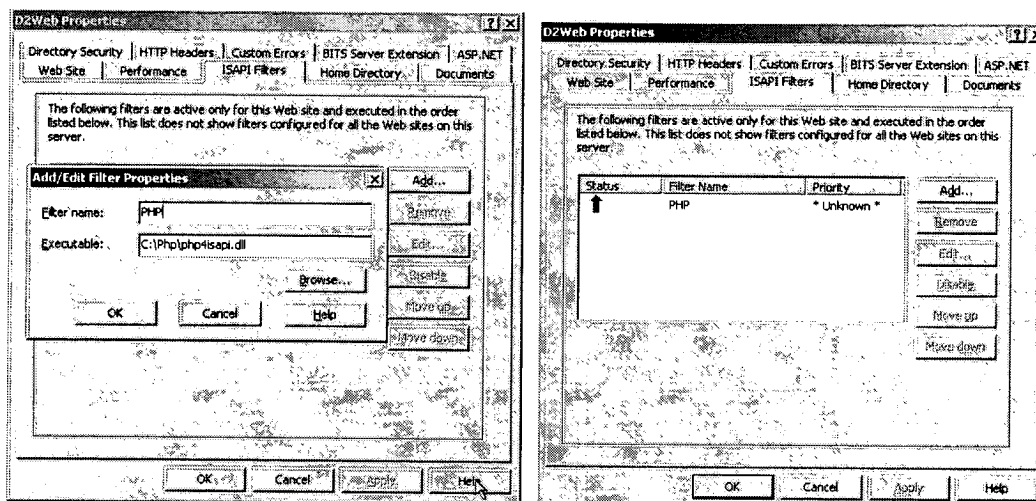 D2Web Properties
Directory Security HTTP Headers Custom Errors BITS Server Extension ASP.NET
Web Site Performance ISAPI Filters Home Directory Documents
The following filters are active only for this Web site and executed in the order
listed below. This list does not show filters configured for all the Web sites on this
server.
Add/Edit Filter Properties
Filter name: PHP
Executable: C:\Php\php4isapi.dll
Browse...
OK Cancel Help
Add...
Remove
Edit...
Disable
Move up
Move down
OK Cancel Apply Help
D2Web Properties
Directory Security HTTP Headers Custom Errors BITS Server Extension ASP.NET
Web Site Performance ISAPI Filters Home Directory Documents
The following filters are active only for this Web site and executed in the order
listed below. This list does not show filters configured for all the Web sites on this
server.
Status Filter Name Priority
PHP * Unknown *
Add...
Remove
Edit...
Disable
Move up
Move down
OK Cancel Apply Help